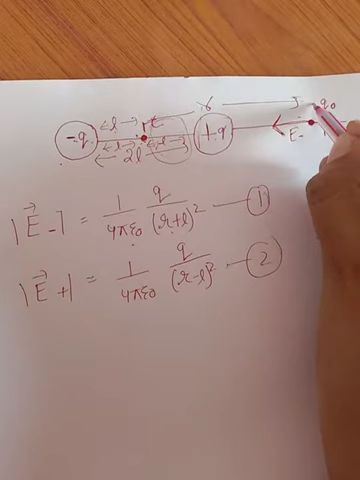 r
q₀
-q
l
l
l
+q
2l
E-
|E⃗-| = 1/4πε₀ q/(r+l)² — ①
|E⃗+| = 1/4πε₀ q/(r-l)² — ②